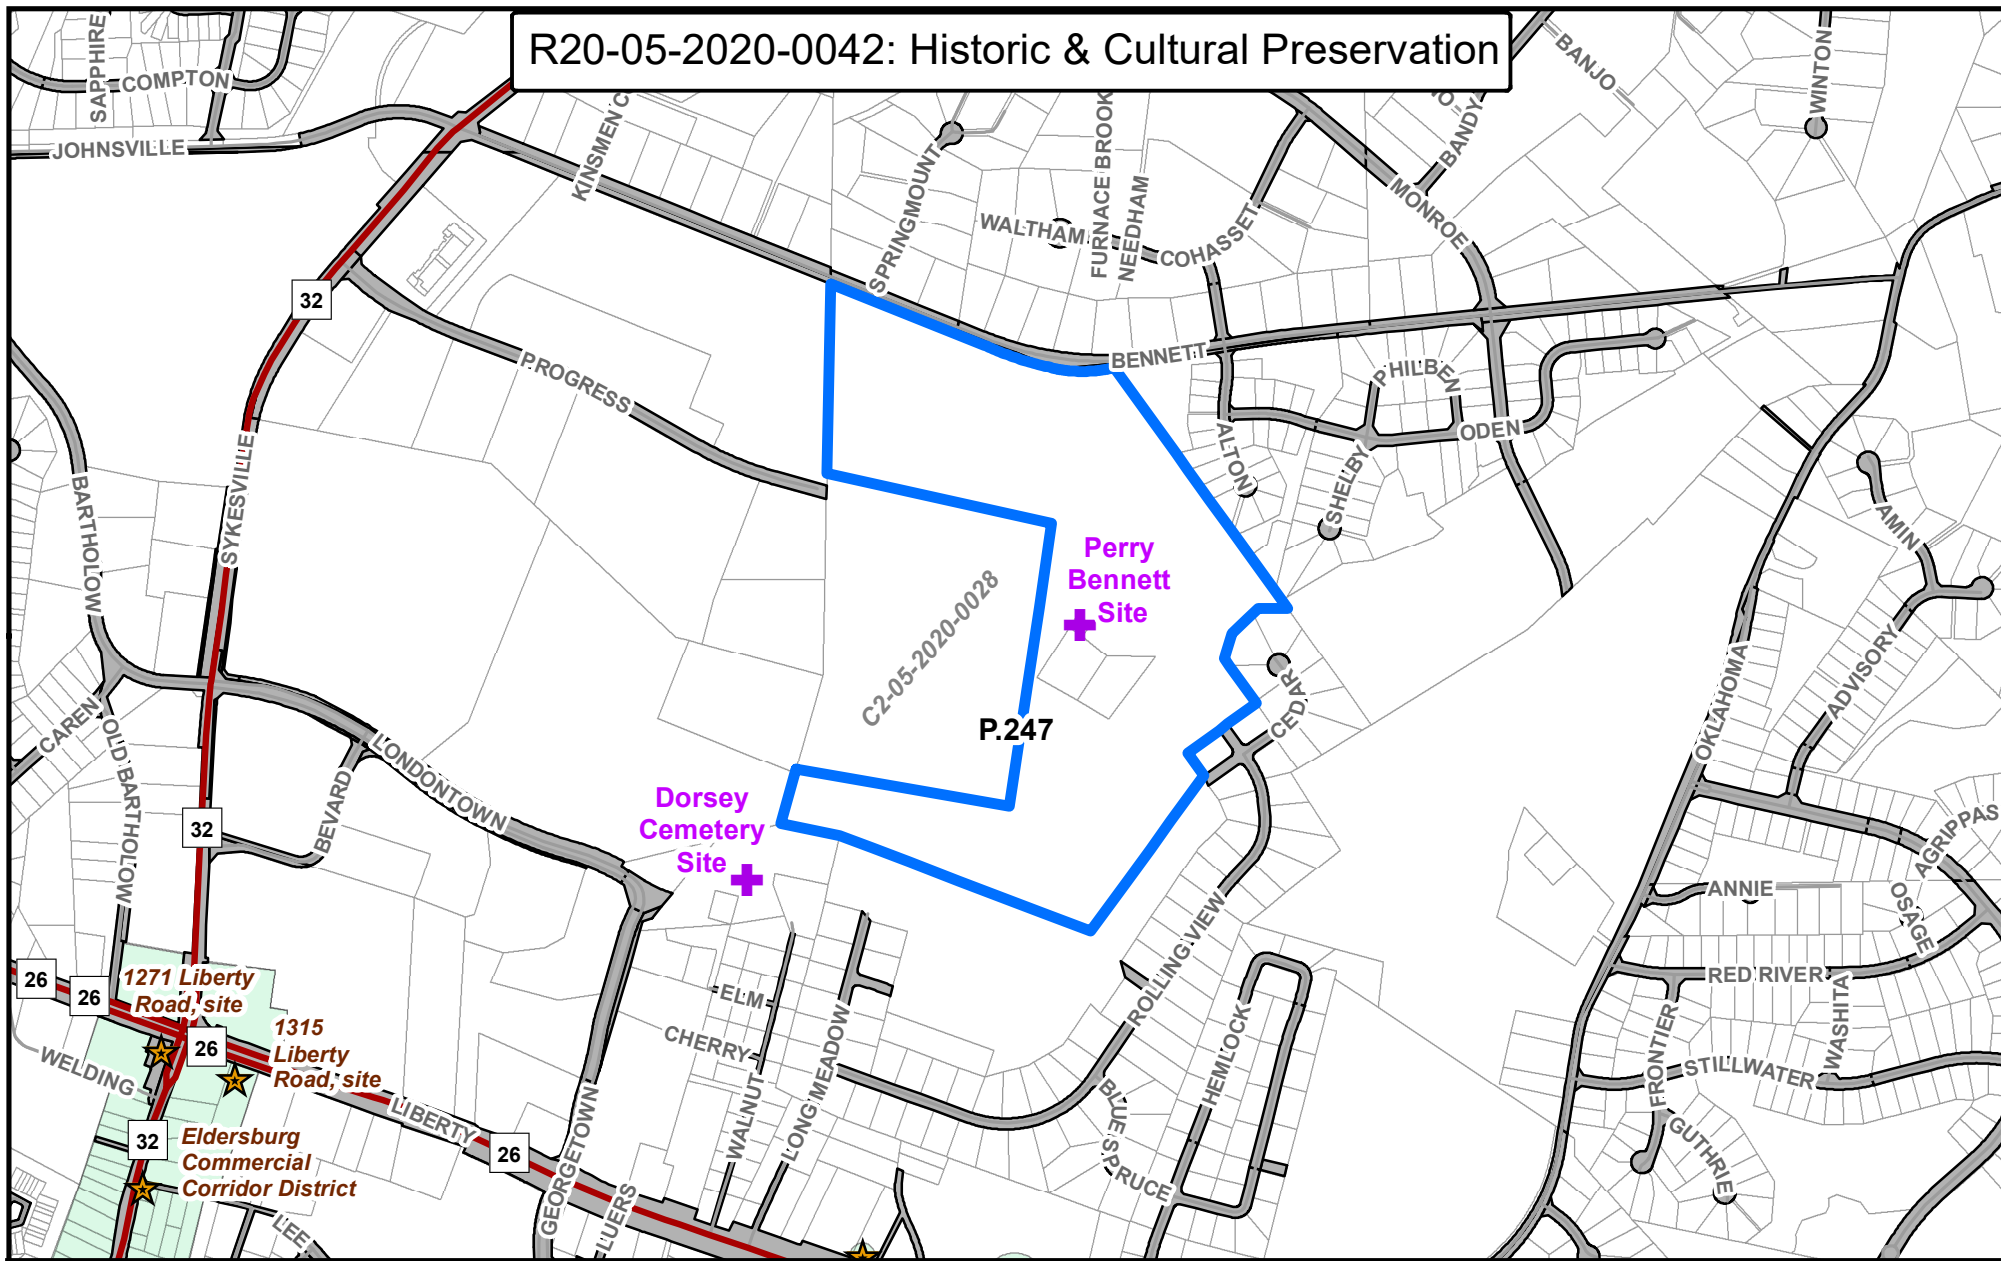 R20-05-2020-0042: Historic & Cultural Preservation
SAPPHIRE
COMPTON
JOHNSVILLE
KINSMEN C
SPRINGMOUNT
FURNACE BROOK
NEEDHAM
WALTHAM
COHASSET
MONROE
BANDY
BANJO
WINTON
32
PROGRESS
BENNETT
PHILBEN
ODEN
ALTON
SHELBY
SYKESVILLE
BARTHOLOW
AMIN
ADVISORY
OKLAHOMA
Perry
Bennett
Site
C2-05-2020-0028
P.247
CEDAR
CAREN
OLD BARTHOLOW
BEVARD
LONDONTOWN
32
Dorsey
Cemetery
Site
AGRIPPAS
ANNIE
OSAGE
RED RIVER
WASHITA
FRONTIER
STILLWATER
GUTHRIE
ROLLING VIEW
HEMLOCK
BLUE SPRUCE
ELM
CHERRY
WALNUT
LONG MEADOW
26
26
1271 Liberty
Road, site
26
1315
Liberty
Road, site
WELDING
LIBERTY
26
32
Eldersburg
Commercial
Corridor District
GEORGETOWN
LUERS
LEE